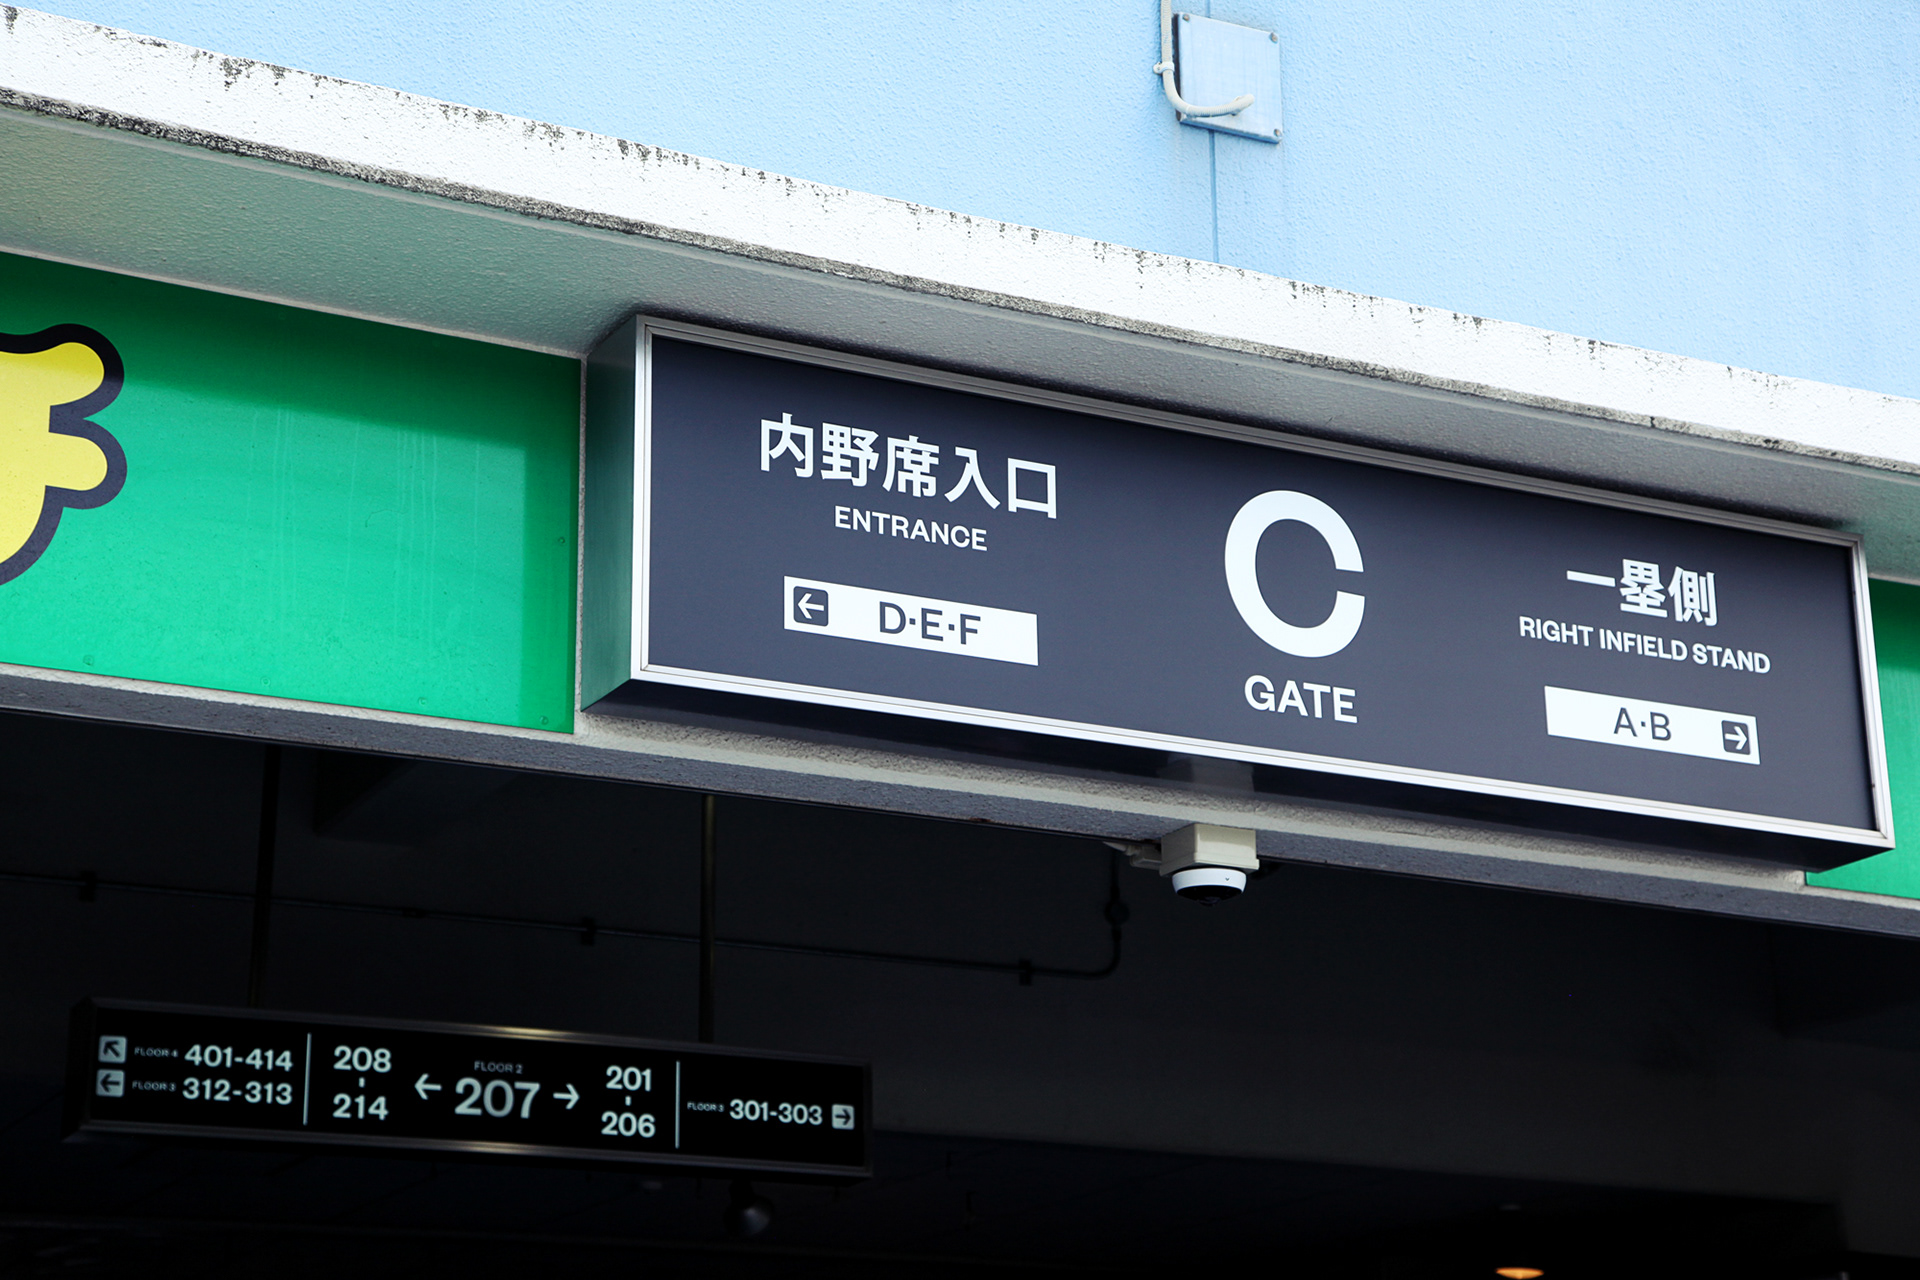 内野席入口
ENTRANCE
← D·E·F
C
GATE
一塁側
RIGHT INFIELD STAND
A·B →
↖ FLOOR 4 401-414
← FLOOR 3 312-313
208
-
214
FLOOR 2
← 207 →
201
-
206
FLOOR 3 301-303 →